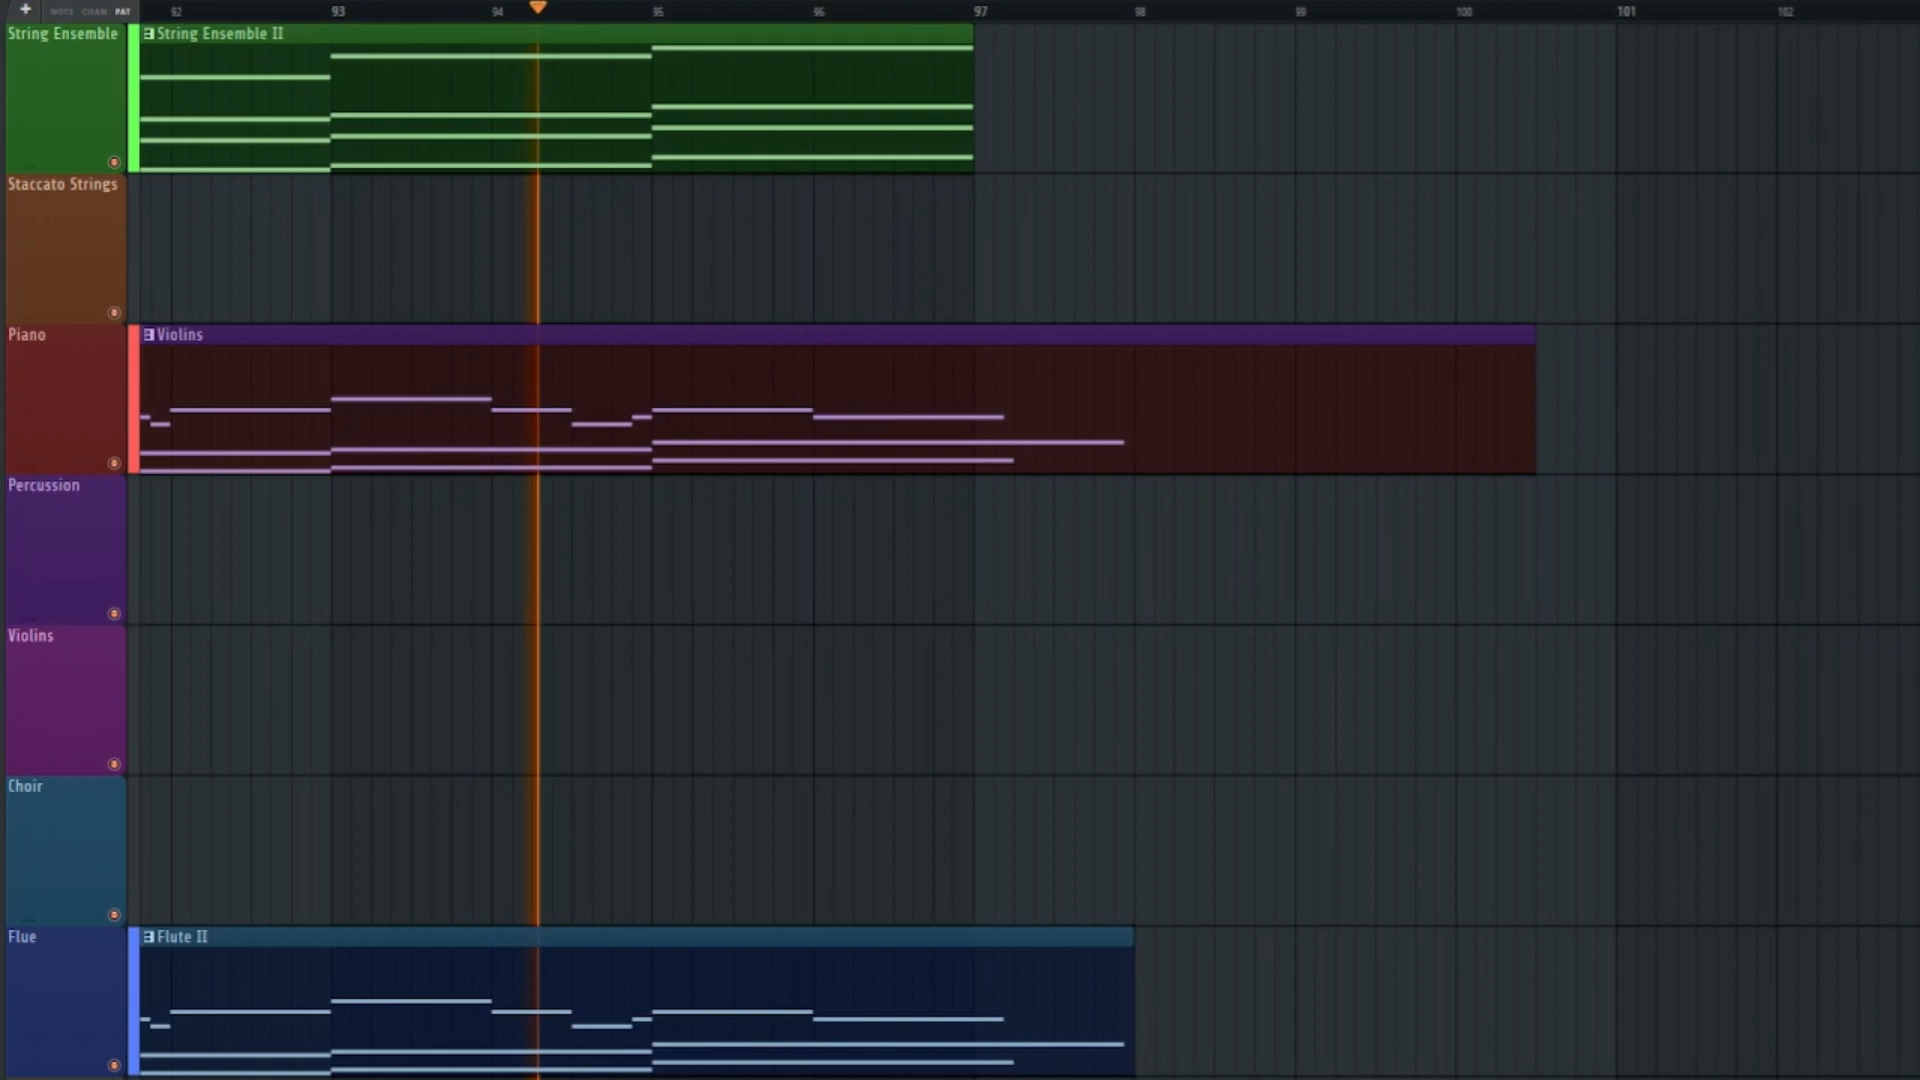 + NOTE CHAN PAT
92 93 94 95 96 97 98 99 100 101 102
String Ensemble
String Ensemble II
Staccato Strings
Piano
Violins
Percussion
Violins
Choir
Flue
Flute II